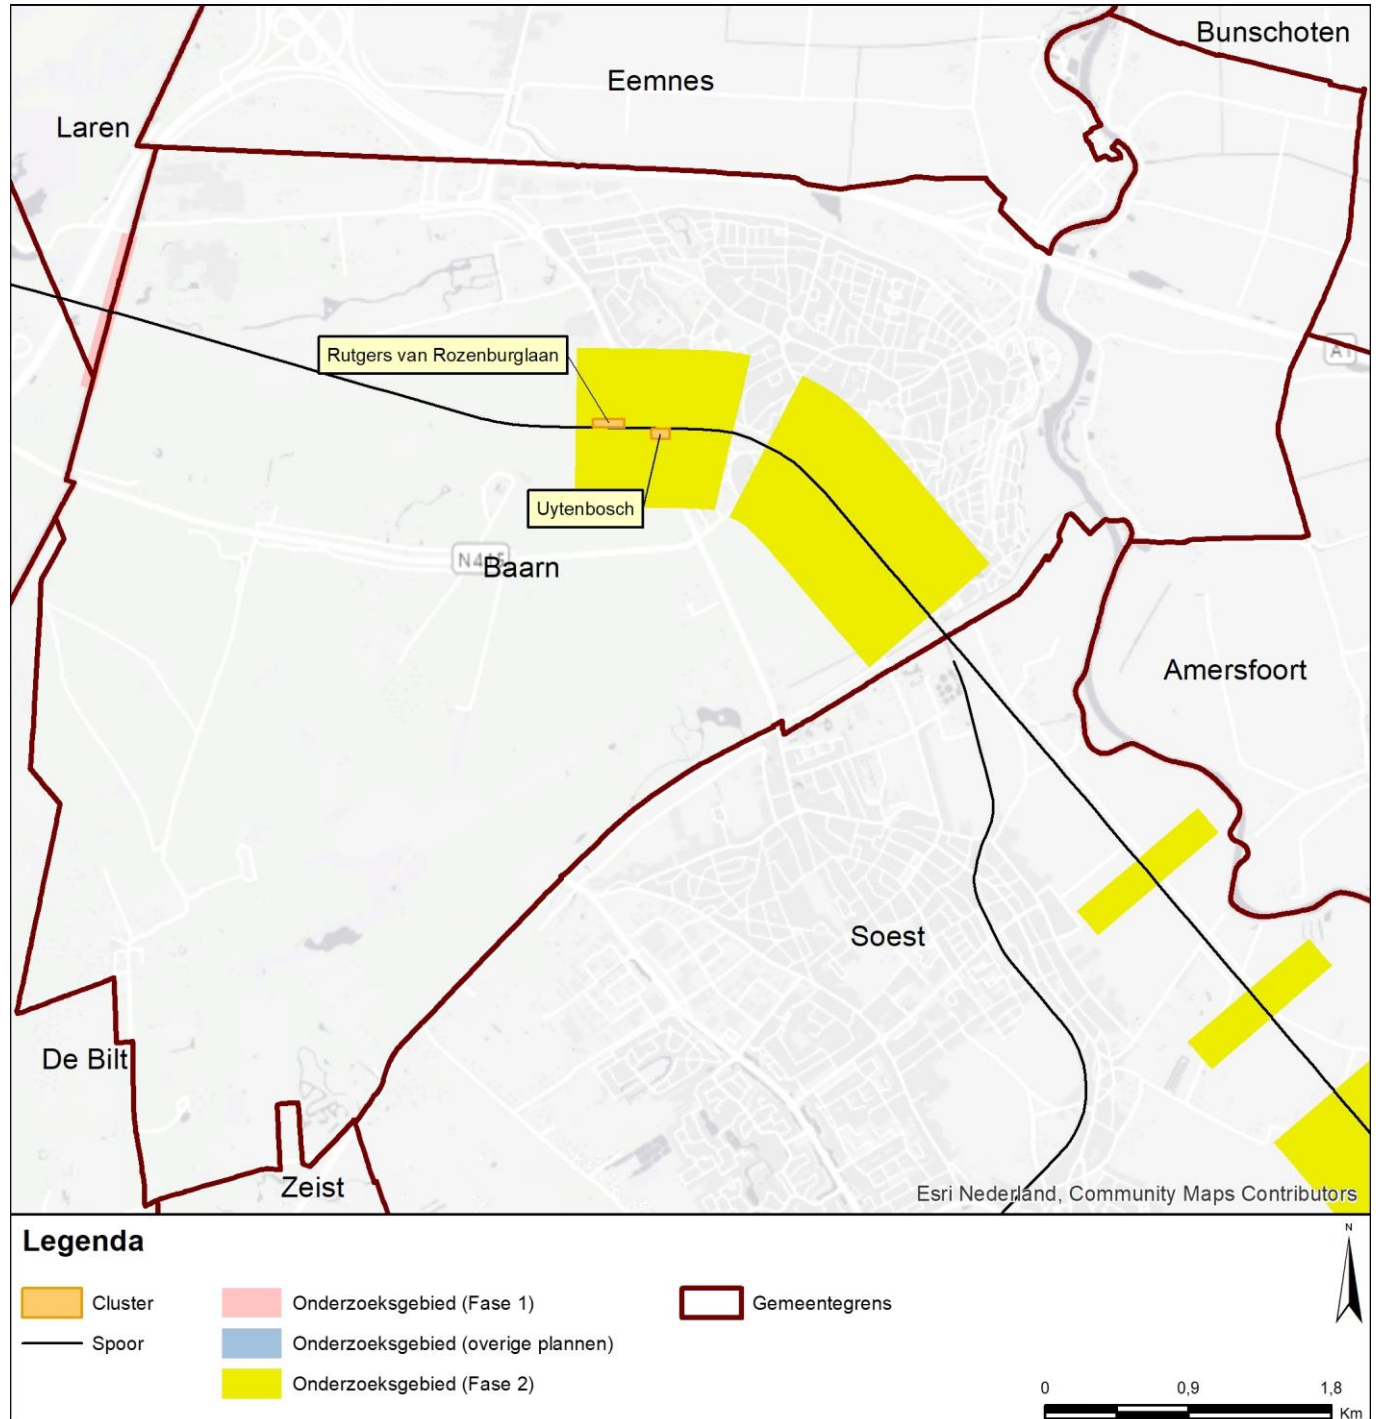 Bunschoten
Eemnes
Laren
A1
Rutgers van Rozenburglaan
Uytenbosch
Baarn
Amersfoort
Soest
De Bilt
Zeist
Esri Nederland, Community Maps Contributors
Legenda
N
Cluster
Onderzoeksgebied (Fase 1)
Gemeentegrens
Spoor
Onderzoeksgebied (overige plannen)
Onderzoeksgebied (Fase 2)
0 0,9 1,8
Km